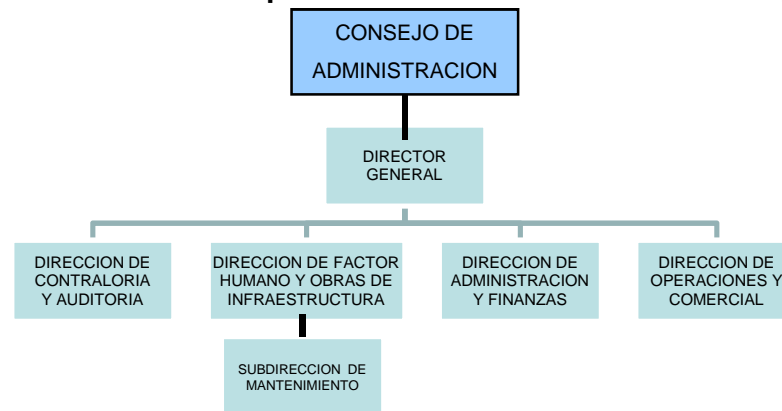 CONSEJO DE
ADMINISTRACION
DIRECTOR
GENERAL
DIRECCION DE
CONTRALORIA
Y AUDITORIA
DIRECCION DE FACTOR
HUMANO Y OBRAS DE
INFRAESTRUCTURA
DIRECCION DE
ADMINISTRACION
Y FINANZAS
DIRECCION DE
OPERACIONES Y
COMERCIAL
SUBDIRECCION DE
MANTENIMIENTO